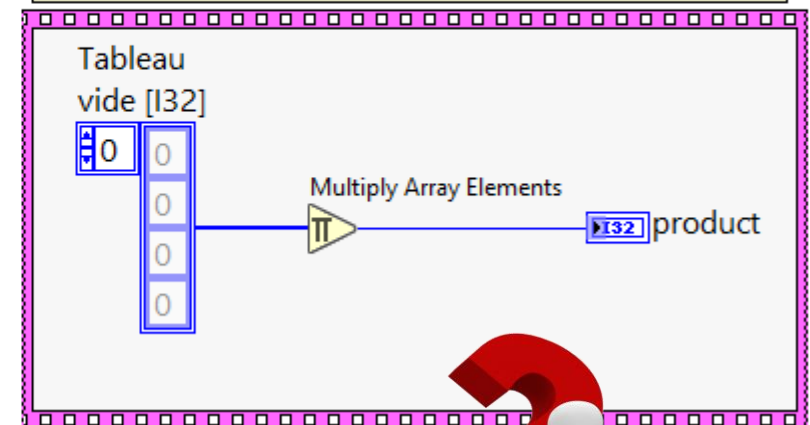 Tableau
vide [I32]
0
0
0
0
0
Multiply Array Elements
π
I32
product